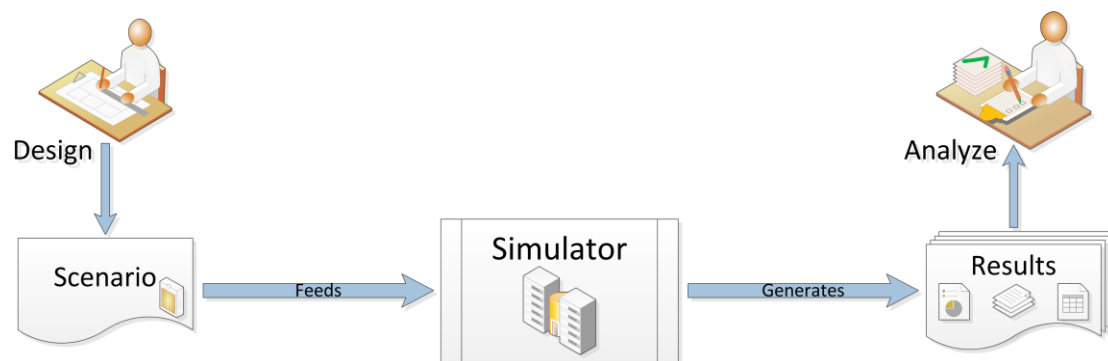 Design
Analyze
Scenario
Feeds
Simulator
Generates
Results